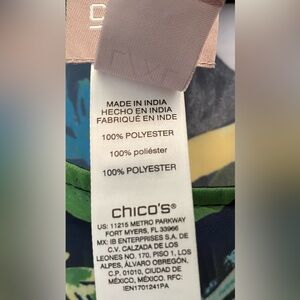 MADE IN INDIA
HECHO EN INDIA
FABRIQUÉ EN INDE
100% POLYESTER
100% poliéster
100% POLYESTER
chico's®
US: 11215 METRO PARKWAY
FORT MYERS, FL 33966
MX: IB ENTERPRISES S.A. DE
C.V. CALZADA DE LOS
LEONES NO. 170, PISO 1, LOS
ALPES, ÁLVARO OBREGÓN,
C.P. 01010, CIUDAD DE
MÉXICO, MÉXICO. RFC:
IEN1701241PA